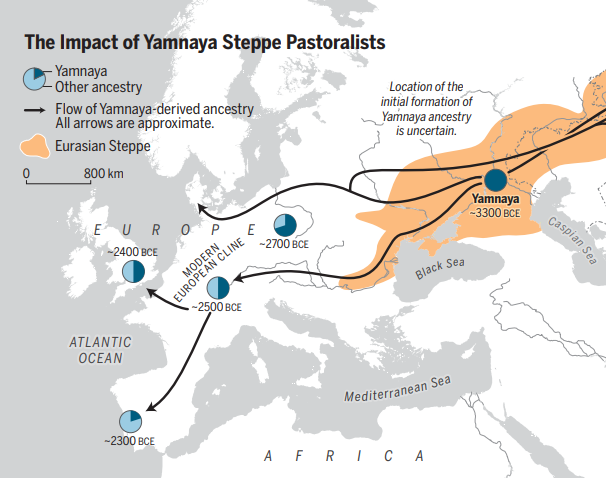 The Impact of Yamnaya Steppe Pastoralists
Yamnaya
Other ancestry
Flow of Yamnaya-derived ancestry
All arrows are approximate.
Eurasian Steppe
0 800 km
Location of the
initial formation of
Yamnaya ancestry
is uncertain.
Yamnaya
~3300 BCE
Caspian Sea
Black Sea
E U R O P E
~2700 BCE
~2400 BCE
MODERN
EUROPEAN CLINE
~2500 BCE
ATLANTIC
OCEAN
Mediterranean Sea
~2300 BCE
A F R I C A